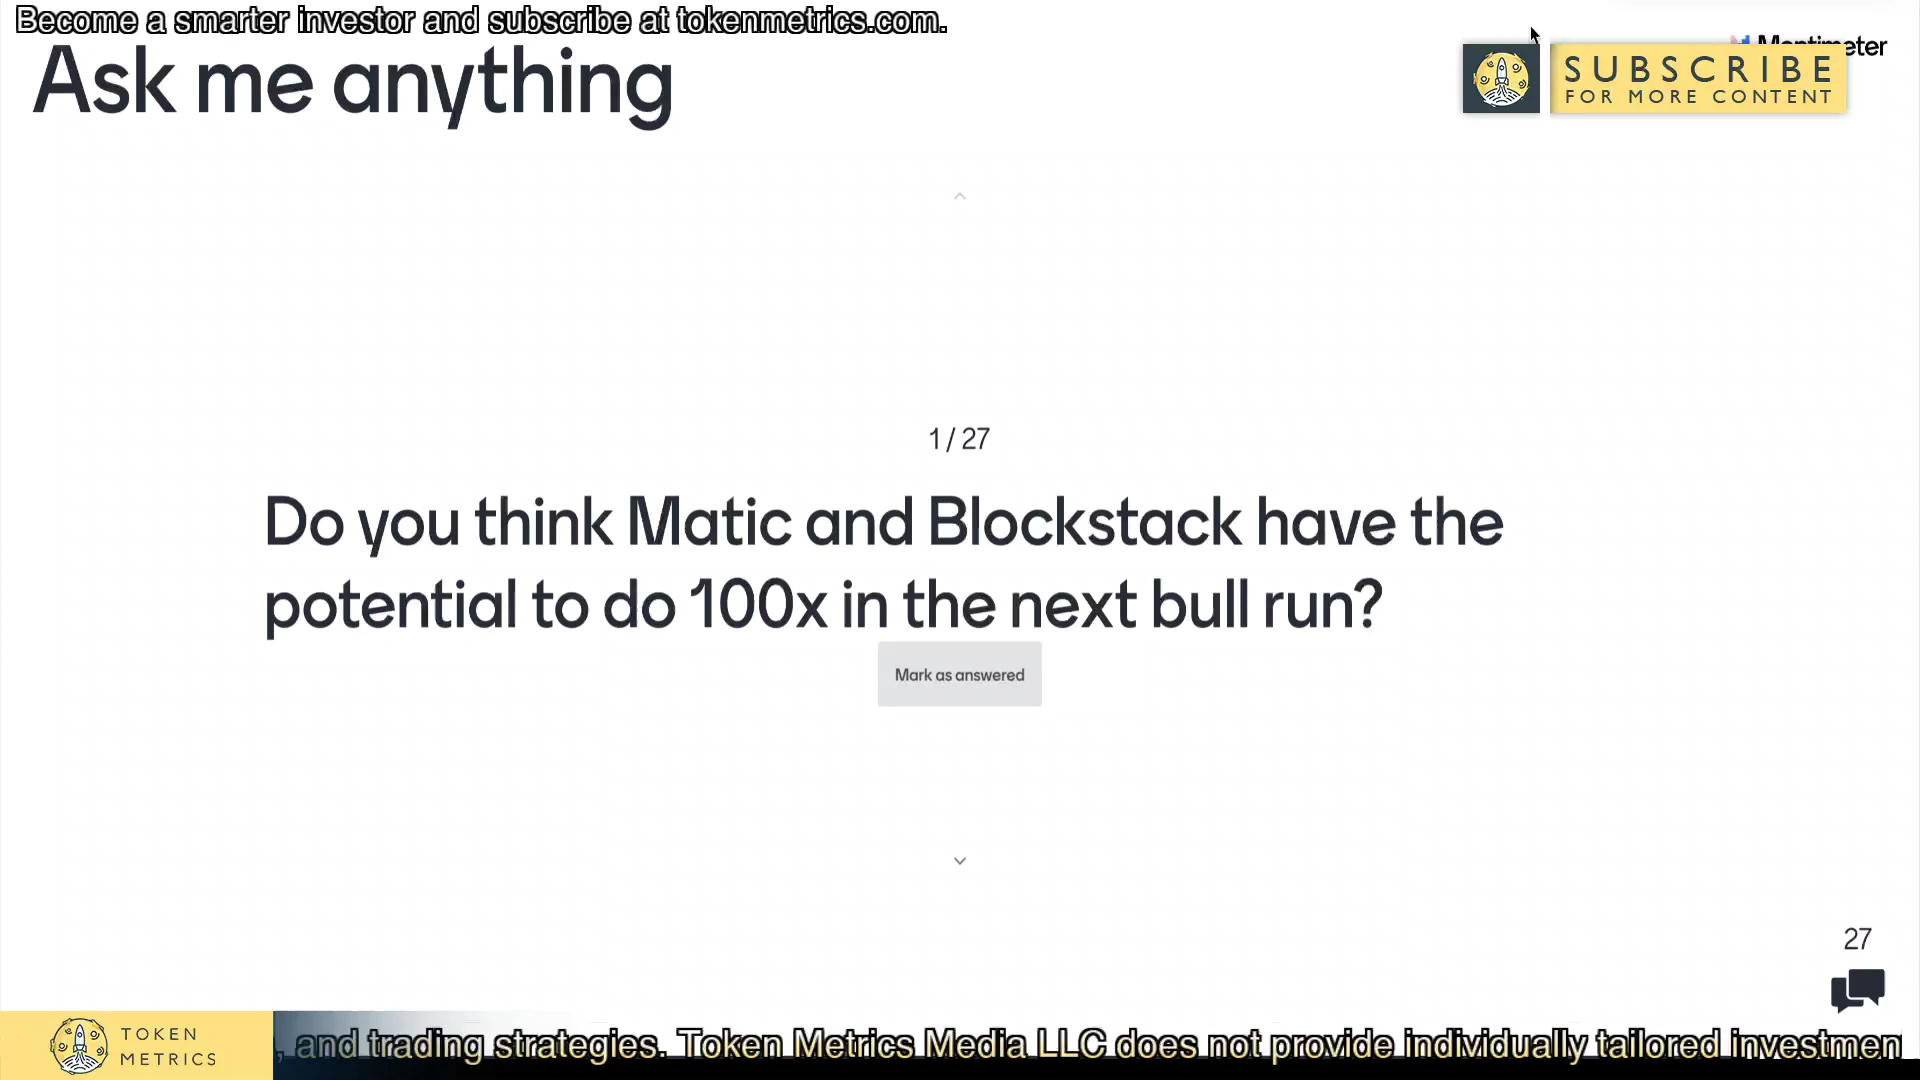 Become a smarter investor and subscribe at tokenmetrics.com.
Ask me anything
Mentimeter
SUBSCRIBE
FOR MORE CONTENT
1 / 27
Do you think Matic and Blockstack have the
potential to do 100x in the next bull run?
Mark as answered
27
TOKEN
METRICS
, and trading strategies. Token Metrics Media LLC does not provide individually tailored investmen